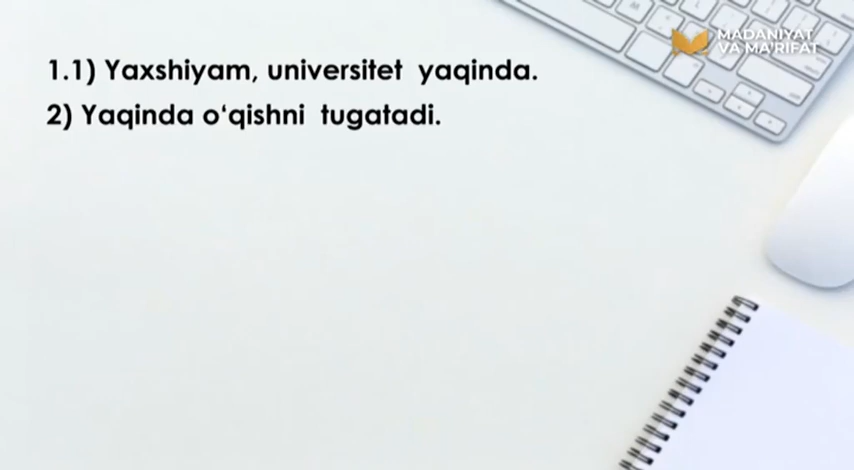 MADANIYAT
VA MA'RIFAT
1.1) Yaxshiyam, universitet yaqinda.
2) Yaqinda o‘qishni tugatadi.